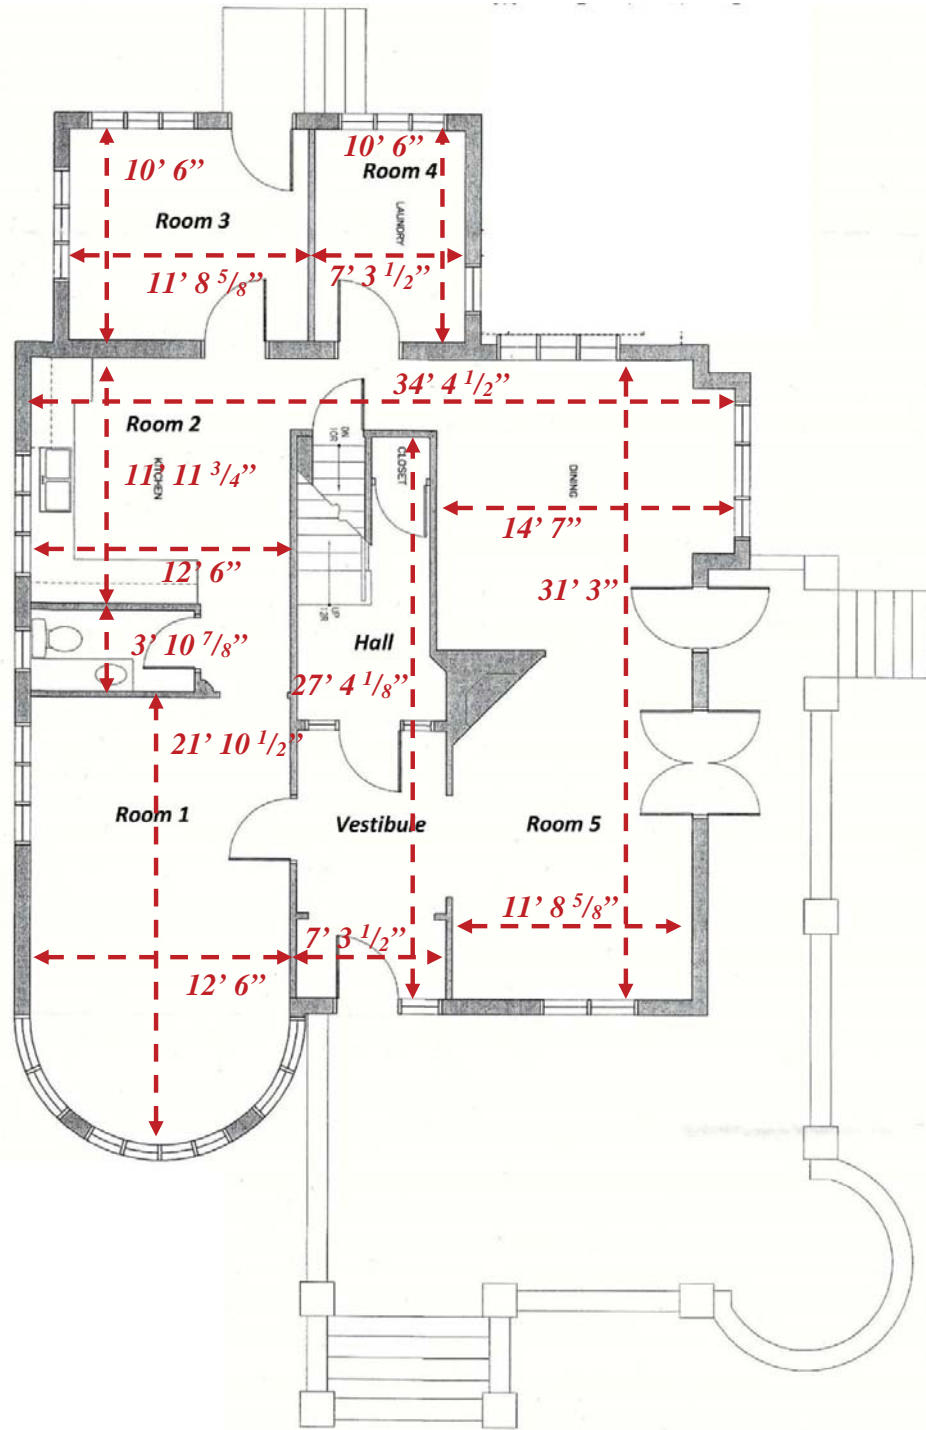 10’ 6”
10’ 6”
Room 4
Room 3
LAUNDRY
11’ 8 5/8”
7’ 3 1/2”
34’ 4 1/2”
Room 2
DN
10R
CLOSET
KITCHEN
11’ 11 3/4”
DINING
14’ 7”
12’ 6”
31’ 3”
UP
12R
3’ 10 7/8”
Hall
27’ 4 1/8”
21’ 10 1/2”
Room 1
Vestibule
Room 5
11’ 8 5/8”
7’ 3 1/2”
12’ 6”